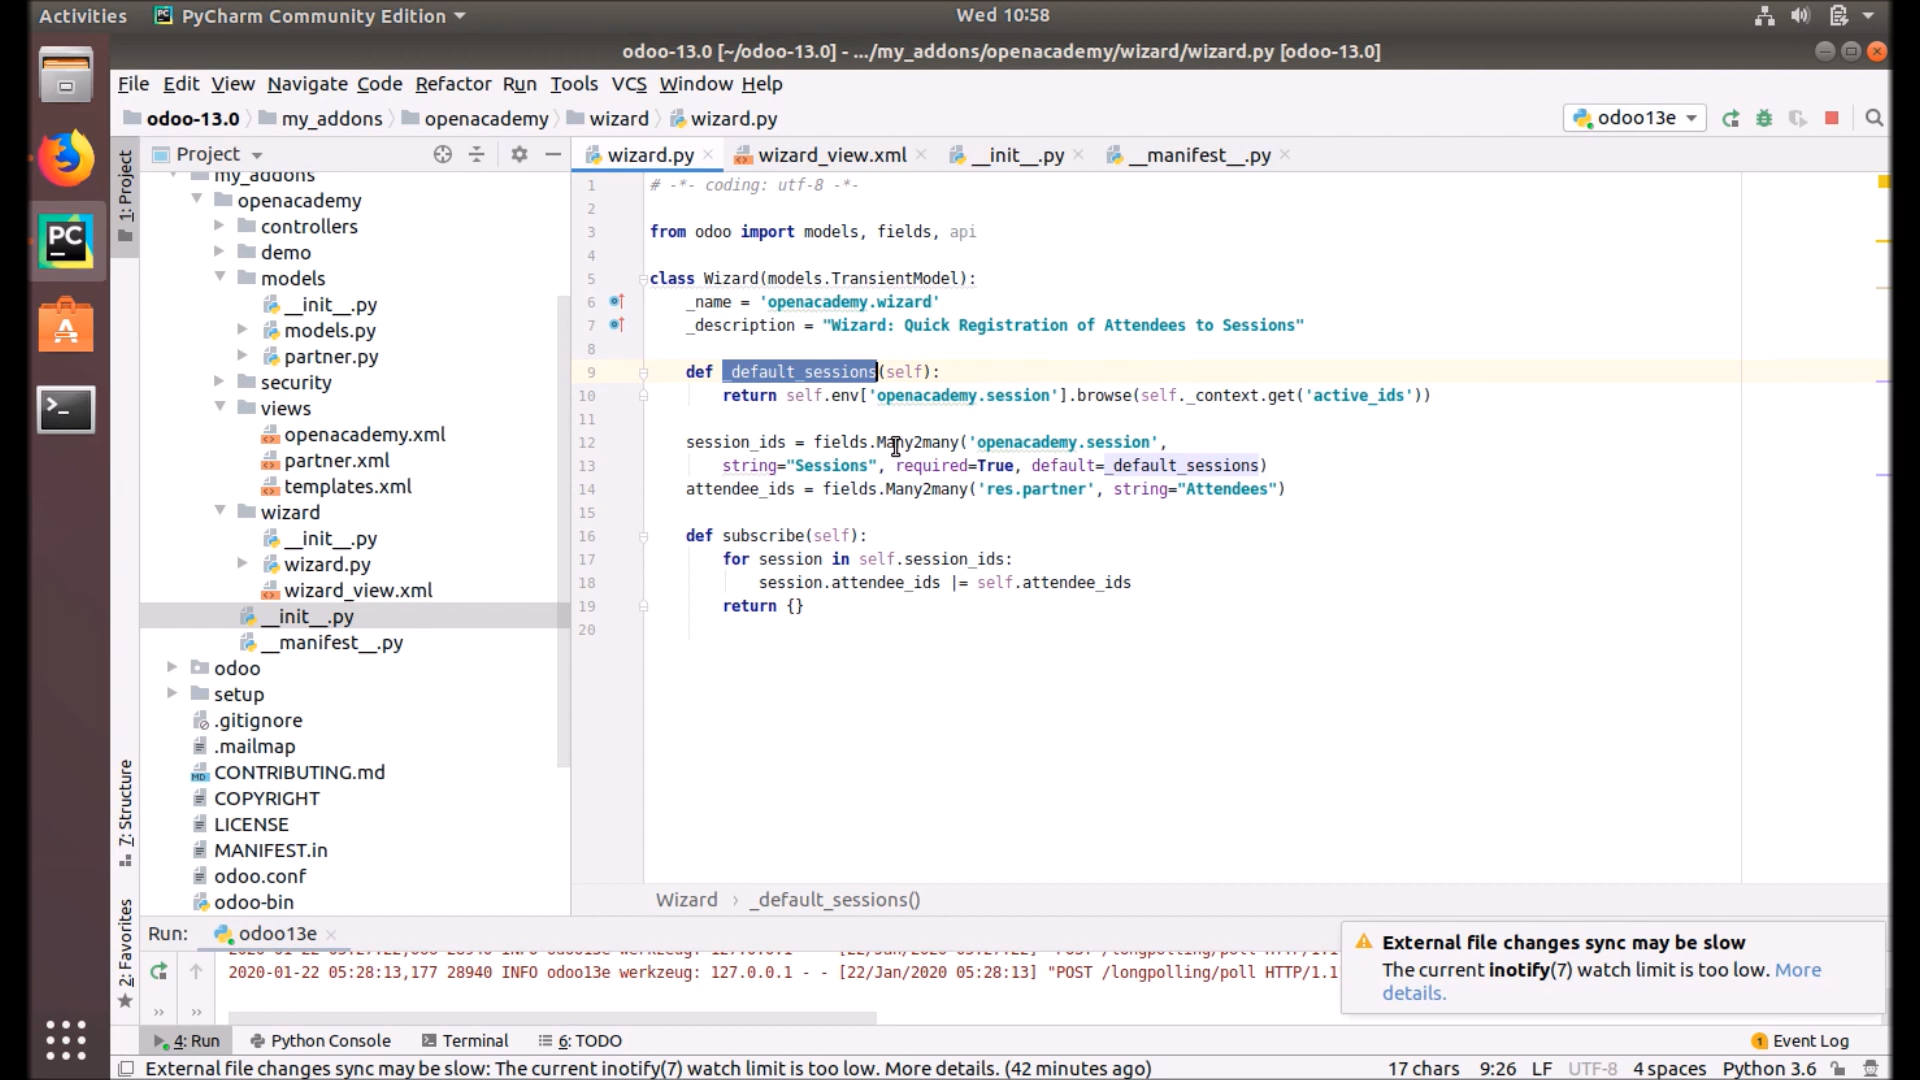 Activities PyCharm Community Edition Wed 10:58
odoo-13.0 [~/odoo-13.0] - .../my_addons/openacademy/wizard/wizard.py [odoo-13.0]
File Edit View Navigate Code Refactor Run Tools VCS Window Help
odoo-13.0 my_addons openacademy wizard wizard.py odoo13e
1: Project
Project
wizard.py wizard_view.xml __init__.py __manifest__.py
my_addons
openacademy
controllers
demo
models
__init__.py
models.py
partner.py
security
views
openacademy.xml
partner.xml
templates.xml
wizard
__init__.py
wizard.py
wizard_view.xml
__init__.py
__manifest__.py
odoo
setup
.gitignore
.mailmap
CONTRIBUTING.md
COPYRIGHT
LICENSE
MANIFEST.in
odoo.conf
odoo-bin
7: Structure
2: Favorites
1 # -*- coding: utf-8 -*-
2
3 from odoo import models, fields, api
4
5 class Wizard(models.TransientModel):
6 _name = 'openacademy.wizard'
7 _description = "Wizard: Quick Registration of Attendees to Sessions"
8
9 def _default_sessions(self):
10 return self.env['openacademy.session'].browse(self._context.get('active_ids'))
11
12 session_ids = fields.Many2many('openacademy.session',
13 string="Sessions", required=True, default=_default_sessions)
14 attendee_ids = fields.Many2many('res.partner', string="Attendees")
15
16 def subscribe(self):
17 for session in self.session_ids:
18 session.attendee_ids |= self.attendee_ids
19 return {}
20
Wizard › _default_sessions()
Run: odoo13e
2020-01-22 05:28:13,177 28940 INFO odoo13e werkzeug: 127.0.0.1 - - [22/Jan/2020 05:28:13] "POST /longpolling/poll HTTP/1.1
External file changes sync may be slow
The current inotify(7) watch limit is too low. More
details.
4: Run Python Console Terminal 6: TODO 1 Event Log
External file changes sync may be slow: The current inotify(7) watch limit is too low. More details. (42 minutes ago) 17 chars 9:26 LF UTF-8 4 spaces Python 3.6